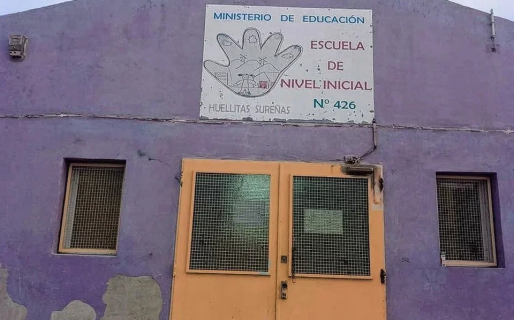 MINISTERIO DE EDUCACIÓN
ESCUELA
DE
NIVEL INICIAL
Nº 426
HUELLITAS SUREÑAS